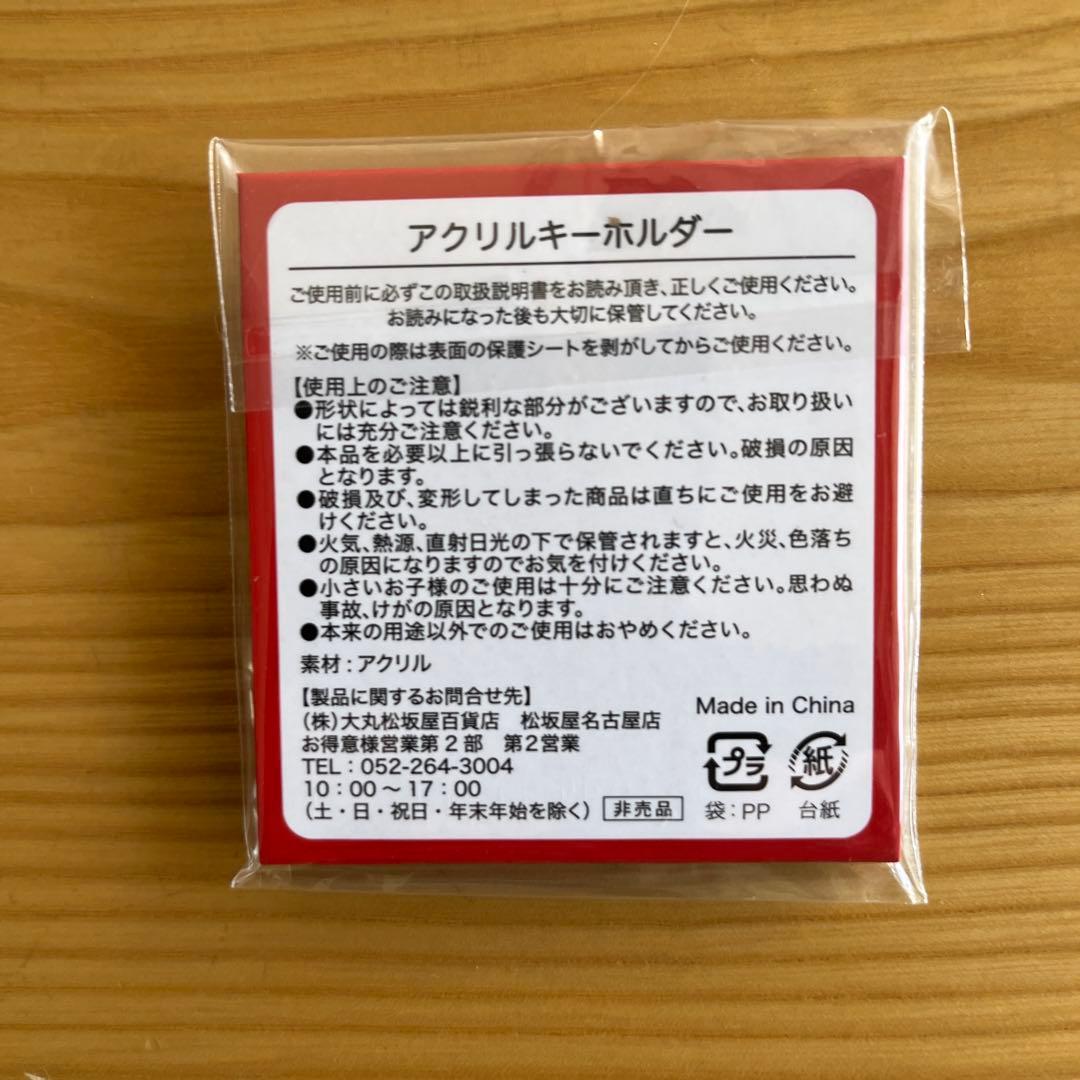 アクリルキーホルダー
ご使用前に必ずこの取扱説明書をお読み頂き、正しくご使用ください。
お読みになった後も大切に保管してください。
※ご使用の際は表面の保護シートを剥がしてからご使用ください。
【使用上のご注意】
●形状によっては鋭利な部分がございますので、お取り扱い
には充分ご注意ください。
●本品を必要以上に引っ張らないでください。破損の原因
となります。
●破損及び、変形してしまった商品は直ちにご使用をお避
けください。
●火気、熱源、直射日光の下で保管されますと、火災、色落ち
の原因になりますのでお気を付けください。
●小さいお子様のご使用は十分にご注意ください。思わぬ
事故、けがの原因となります。
●本来の用途以外でのご使用はおやめください。
素材：アクリル
【製品に関するお問合せ先】
（株）大丸松坂屋百貨店　松坂屋名古屋店
お得意様営業第２部　第２営業
TEL：052-264-3004
10：00〜17：00
（土・日・祝日・年末年始を除く） 非売品
Made in China
プラ 紙
袋：PP 台紙